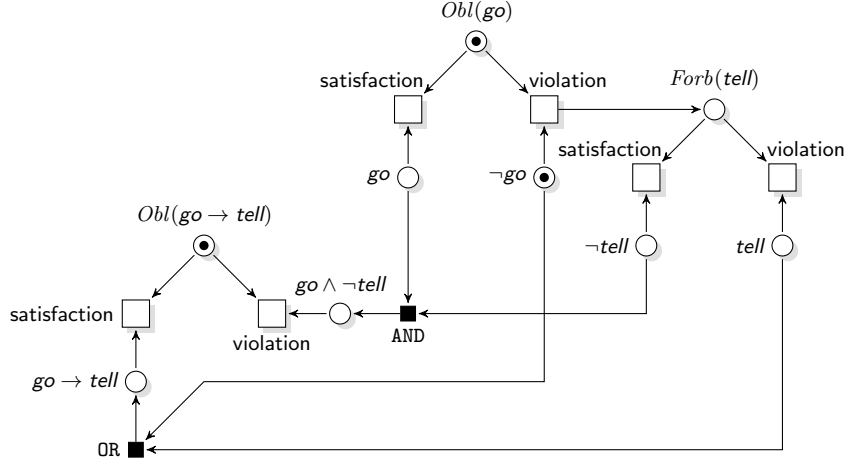 Obl(go)
satisfaction
violation
Forb(tell)
satisfaction
violation
go
¬go
Obl(go → tell)
¬tell
tell
go ∧ ¬tell
satisfaction
violation
AND
go → tell
OR